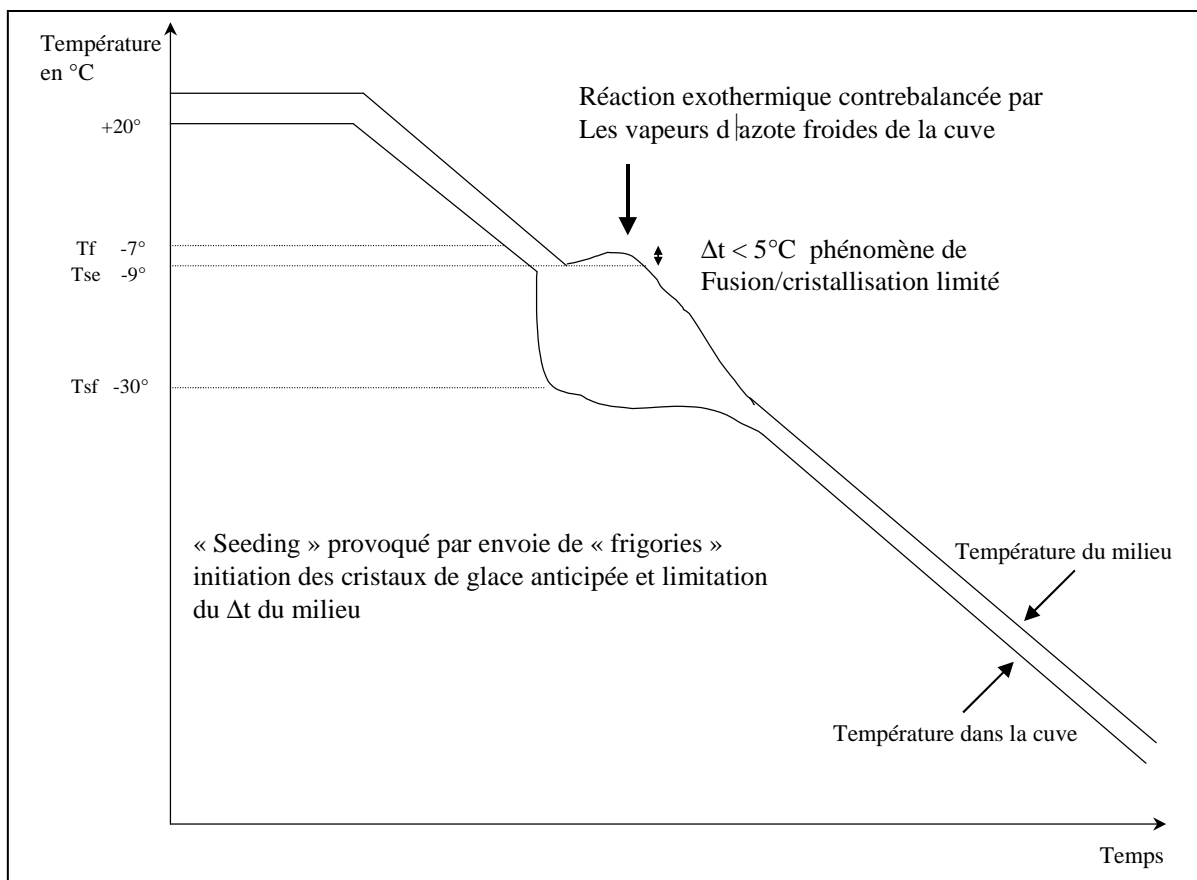 Température
en °C
Réaction exothermique contrebalancée par
Les vapeurs d'azote froides de la cuve
+20°
Tf -7°
Tse -9°
Δt < 5°C phénomène de
Fusion/cristallisation limité
Tsf -30°
« Seeding » provoqué par envoie de « frigories »
initiation des cristaux de glace anticipée et limitation
du Δt du milieu
Température du milieu
Température dans la cuve
Temps